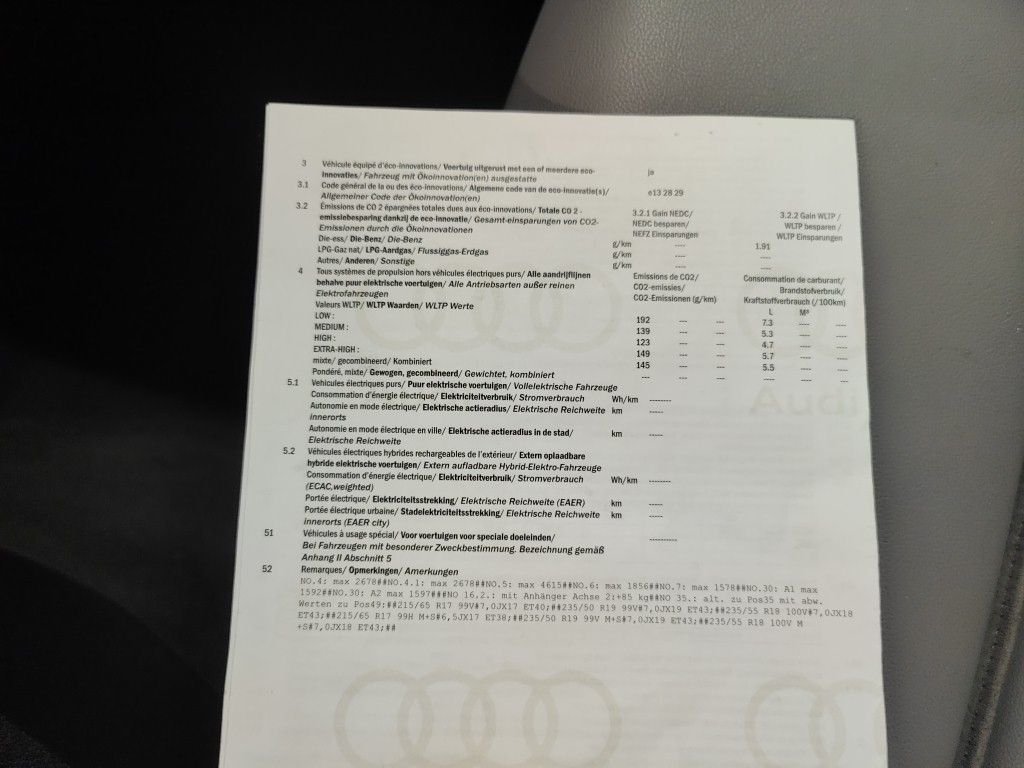 3 Véhicule équipé d'éco-innovations/ Voertuig uitgerust met een of meerdere eco-
innovaties/ Fahrzeug mit Ökoinnovation(en) ausgestatte ja
3.1 Code général de la ou des éco-innovations/ Algemene code van de eco-innovatie(s)/ e13 28 29
Allgemeiner Code der Ökoinnovation(en)
3.2 Émissions de CO 2 épargnées totales dues aux éco-innovations/ Totale CO 2 - 3.2.1 Gain NEDC/ 3.2.2 Gain WLTP /
emissiebesparing dankzij de eco-innovatie/ Gesamt-einsparungen von CO2- NEDC besparen/ WLTP besparen /
Emissionen durch die Ökoinnovationen NEFZ Einsparungen WLTP Einsparungen
Die-ess/ Die-Benz/ Die-Benz g/km ---- 1.91
LPG-Gaz nat/ LPG-Aardgas/ Flussiggas-Erdgas g/km ---- ----
Autres/ Anderen/ Sonstige g/km ---- ----
4 Tous systèmes de propulsion hors véhicules électriques purs/ Alle aandrijflijnen Emissions de CO2/ Consommation de carburant/
behalve puur elektrische voertuigen/ Alle Antriebsarten außer reinen CO2-emissies/ Brandstofverbruik/
Elektrofahrzeugen CO2-Emissionen (g/km) Kraftstoffverbrauch (/100km)
Valeurs WLTP/ WLTP Waarden/ WLTP Werte L M³
LOW : 192 --- --- 7.3 ---- ----
MEDIUM : 139 --- --- 5.3 ---- ----
HIGH : 123 --- --- 4.7 ---- ----
EXTRA-HIGH : 149 --- --- 5.7 ---- ----
mixte/ gecombineerd/ Kombiniert 145 --- --- 5.5 ---- ----
Pondéré, mixte/ Gewogen, gecombineerd/ Gewichtet, kombiniert --- --- --- ---- ---- ---
5.1 Vehicules électriques purs/ Puur elektrische voertuigen/ Vollelektrische Fahrzeuge
Consommation d'énergie électrique/ Elektriciteitverbuik/ Stromverbrauch Wh/km --------
Autonomie en mode électrique/ Elektrische actieradius/ Elektrische Reichweite km -----
innerorts
Autonomie en mode électrique en ville/ Elektrische actieradius in de stad/ km -----
Elektrische Reichweite
5.2 Véhicules électriques hybrides rechargeables de l'extérieur/ Extern oplaadbare
hybride elektrische voertuigen/ Extern aufladbare Hybrid-Elektro-Fahrzeuge
Consommation d'énergie électrique/ Elektriciteitverbruik/ Stromverbrauch Wh/km --------
(ECAC,weighted)
Portée électrique/ Elektriciteitsstrekking/ Elektrische Reichweite (EAER) km -----
Portée électrique urbaine/ Stadelektriciteitsstrekking/ Elektrische Reichweite km -----
innerorts (EAER city)
51 Véhicules à usage spécial/ Voor voertuigen voor speciale doeleinden/ ----------
Bei Fahrzeugen mit besonderer Zweckbestimmung. Bezeichnung gemäß
Anhang II Abschnitt 5
52 Remarques/ Opmerkingen/ Amerkungen
NO.4: max 2678##NO.4.1: max 2678##NO.5: max 4615##NO.6: max 1856##NO.7: max 1578##NO.30: A1 max
1592##NO.30: A2 max 1597###NO 16,2.: mit Anhänger Achse 2:+85 kg##NO 35.: alt. zu Pos35 mit abw.
Werten zu Pos49:##215/65 R17 99V#7,0JX17 ET40;##235/50 R19 99V#7,0JX19 ET43;##235/55 R18 100V#7,0JX18
ET43;##215/65 R17 99H M+S#6,5JX17 ET38;##235/50 R19 99V M+S#7,0JX19 ET43;##235/55 R18 100V M
+S#7,0JX18 ET43;##
Audi